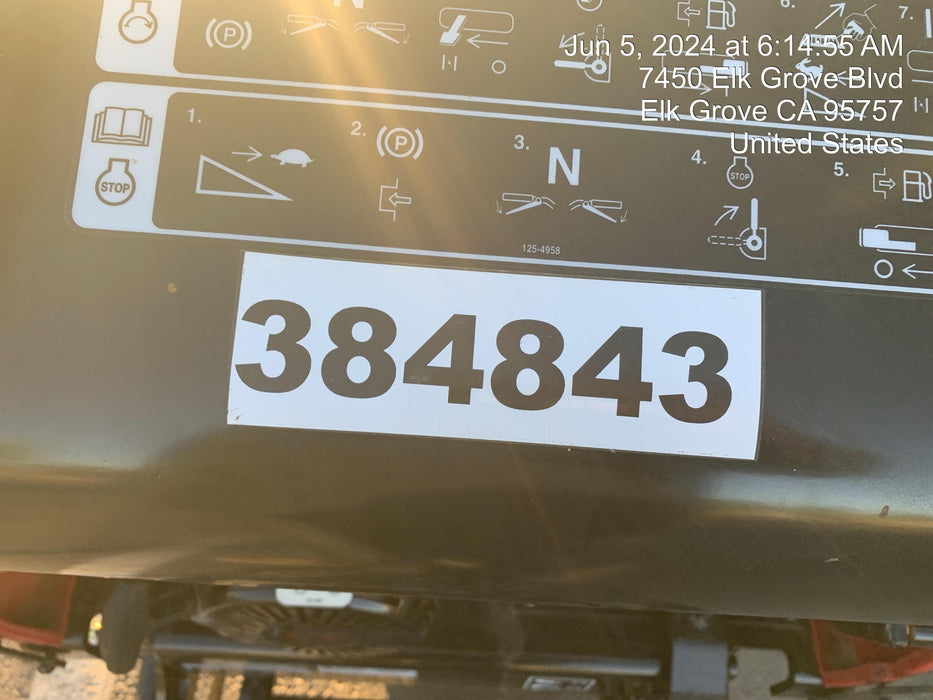 Jun 5, 2024 at 6:14:55 AM
7450 Elk Grove Blvd
Elk Grove CA 95757
United States
N
6.
7.
P
1.
2.
P
3.
N
4.
STOP
5.
STOP
125-4958
384843